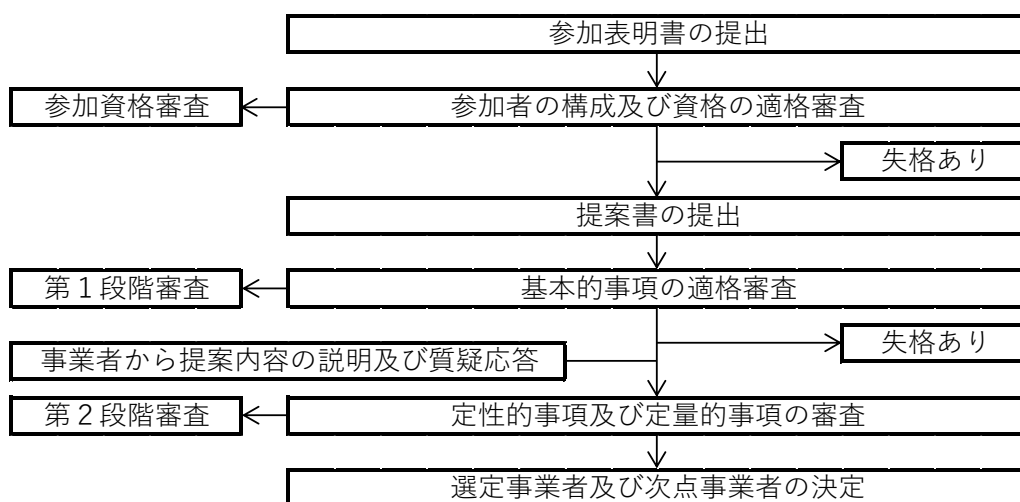 参加表明書の提出
参加資格審査
参加者の構成及び資格の適格審査
失格あり
提案書の提出
第１段階審査
基本的事項の適格審査
失格あり
事業者から提案内容の説明及び質疑応答
第２段階審査
定性的事項及び定量的事項の審査
選定事業者及び次点事業者の決定